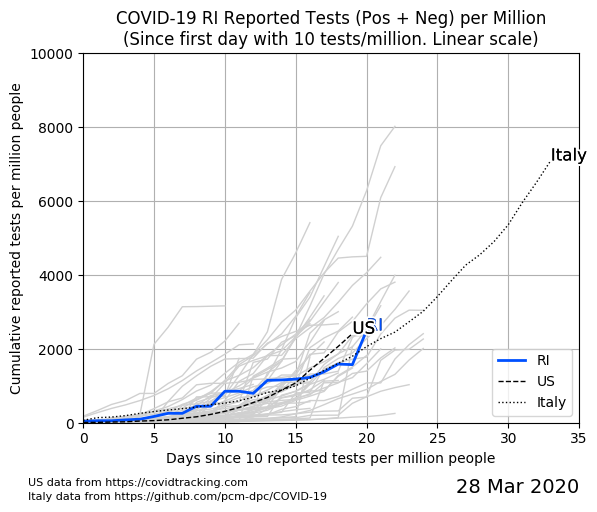 COVID-19 RI Reported Tests (Pos + Neg) per Million
(Since first day with 10 tests/million. Linear scale)
Cumulative reported tests per million people
10000
8000
6000
4000
2000
0
Italy
RI
US
RI
US
Italy
0 5 10 15 20 25 30 35
Days since 10 reported tests per million people
US data from https://covidtracking.com
Italy data from https://github.com/pcm-dpc/COVID-19
28 Mar 2020